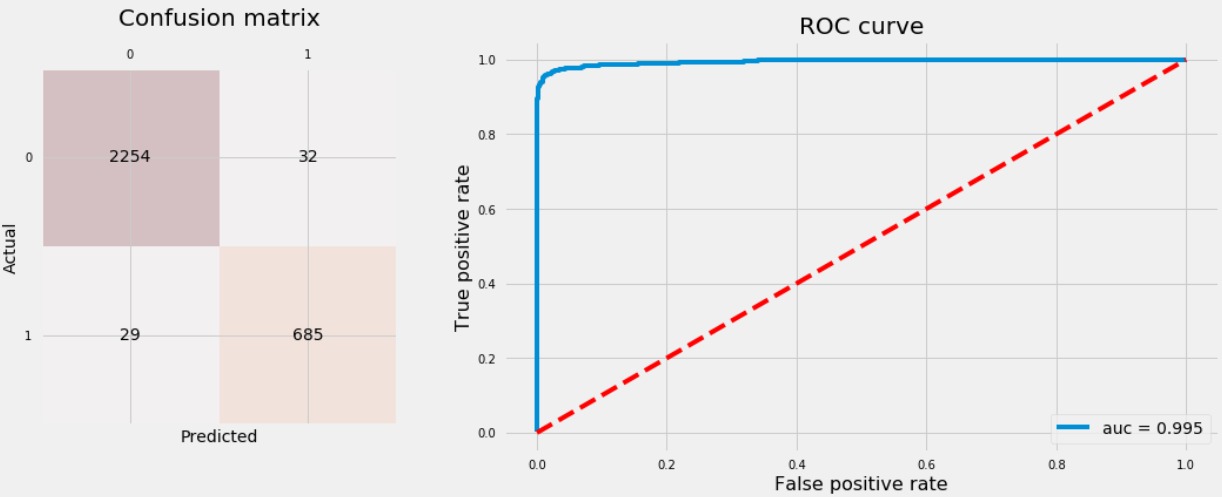 Confusion matrix
0 1
0 2254 32
1 29 685
Actual
Predicted
ROC curve
1.0
0.8
0.6
0.4
0.2
0.0
True positive rate
auc = 0.995
0.0 0.2 0.4 0.6 0.8 1.0
False positive rate